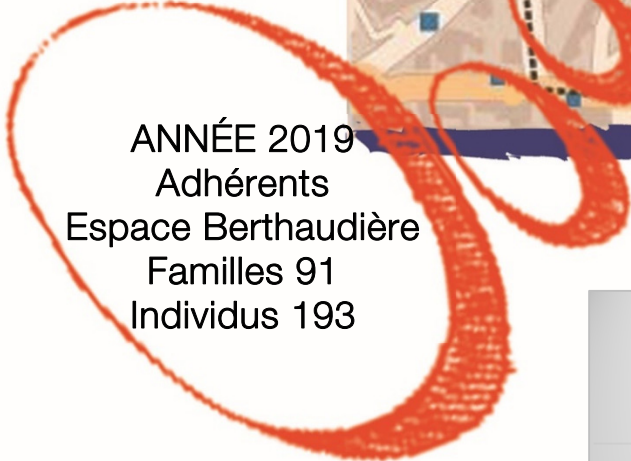 ANNÉE 2019
Adhérents
Espace Berthaudière
Familles 91
Individus 193